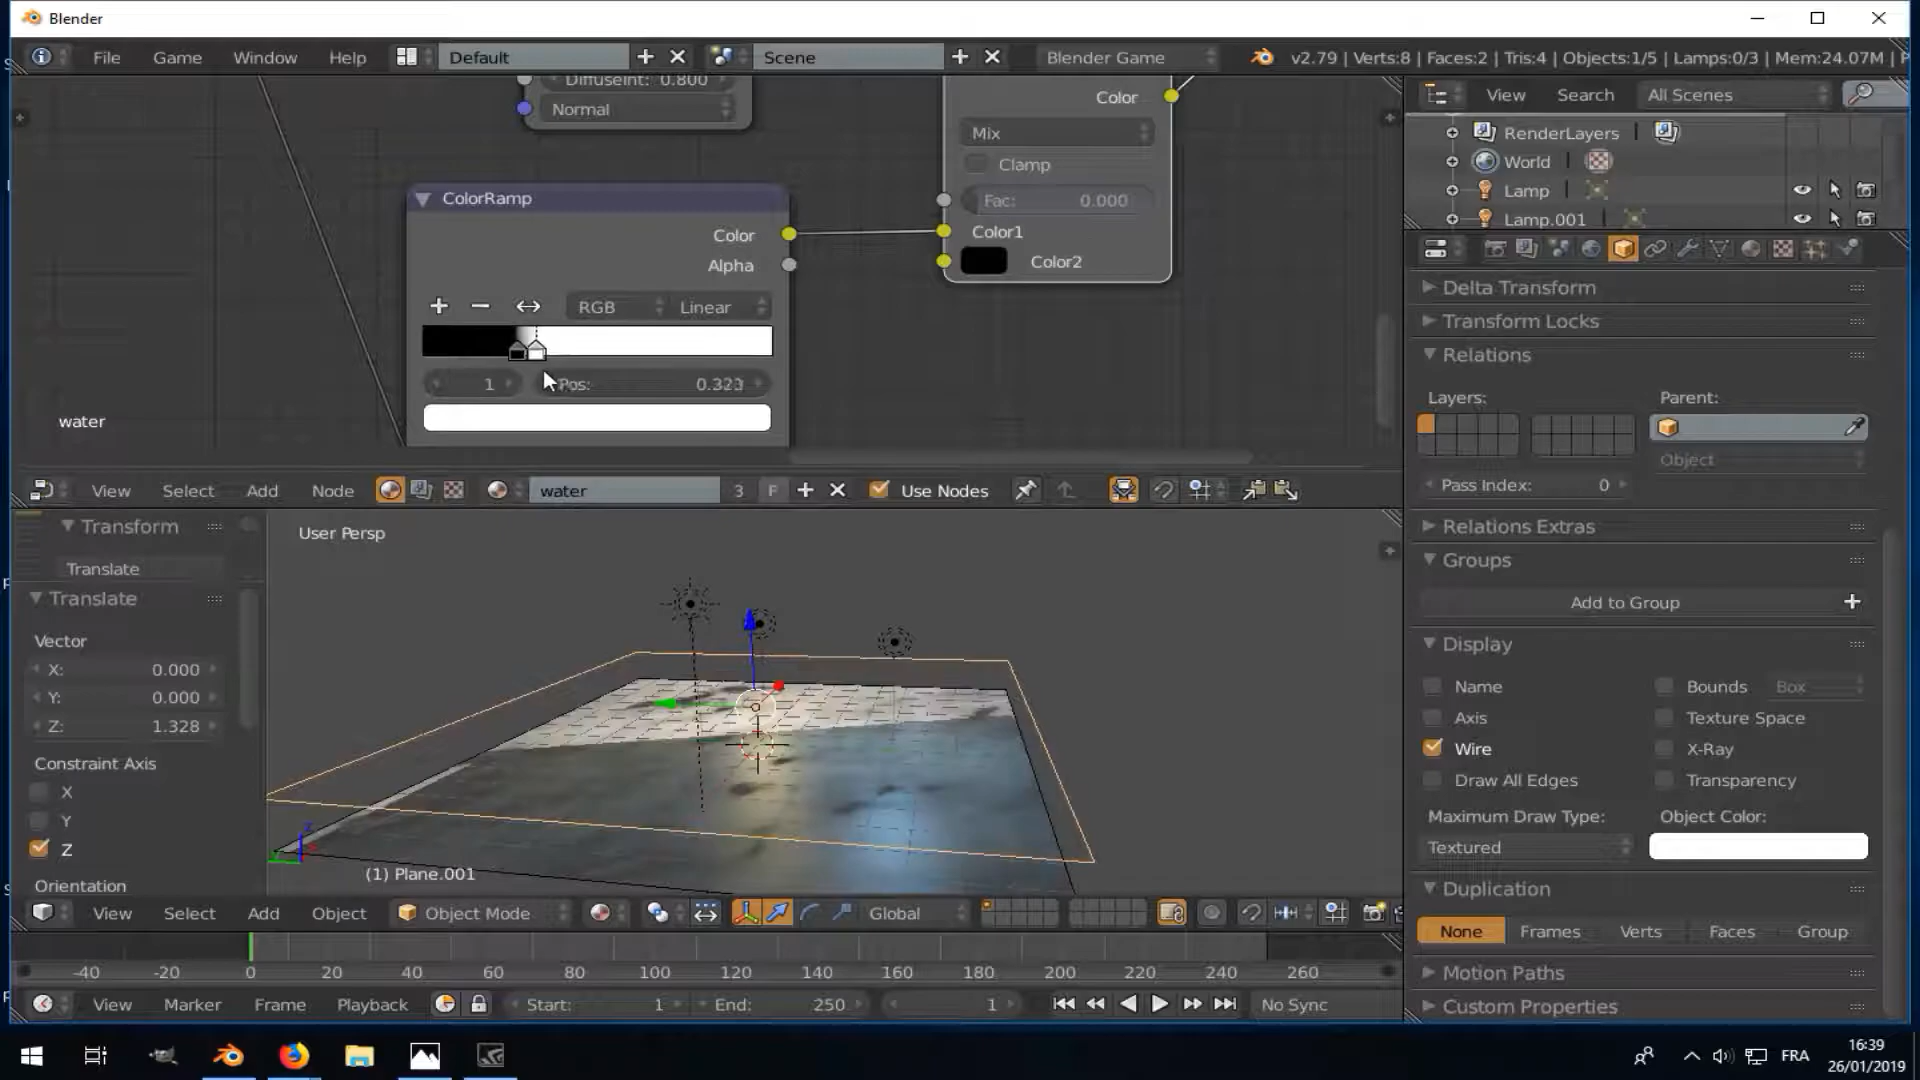 Blender
File Game Window Help Default Scene Blender Game v2.79 | Verts:8 | Faces:2 | Tris:4 | Objects:1/5 | Lamps:0/3 | Mem:24.07M |
DiffuseInt: 0.800
Normal
Color
Mix
Clamp
Fac: 0.000
Color1
Color2
ColorRamp
Color
Alpha
RGB Linear
1 Pos: 0.323
water
View Select Add Node water 3 F Use Nodes
View Search All Scenes
RenderLayers
World
Lamp
Lamp.001
Delta Transform
Transform Locks
Relations
Layers: Parent:
Object
Pass Index: 0
Relations Extras
Groups
Add to Group
Display
Name Bounds Box
Axis Texture Space
Wire X-Ray
Draw All Edges Transparency
Maximum Draw Type: Object Color:
Textured
Duplication
None Frames Verts Faces Group
Motion Paths
Custom Properties
Transform
Translate
Translate
Vector
X: 0.000
Y: 0.000
Z: 1.328
Constraint Axis
X
Y
Z
Orientation
User Persp
(1) Plane.001
View Select Add Object Object Mode Global
-40 -20 0 20 40 60 80 100 120 140 160 180 200 220 240 260
View Marker Frame Playback Start: 1 End: 250 1 No Sync
FRA
16:39
26/01/2019